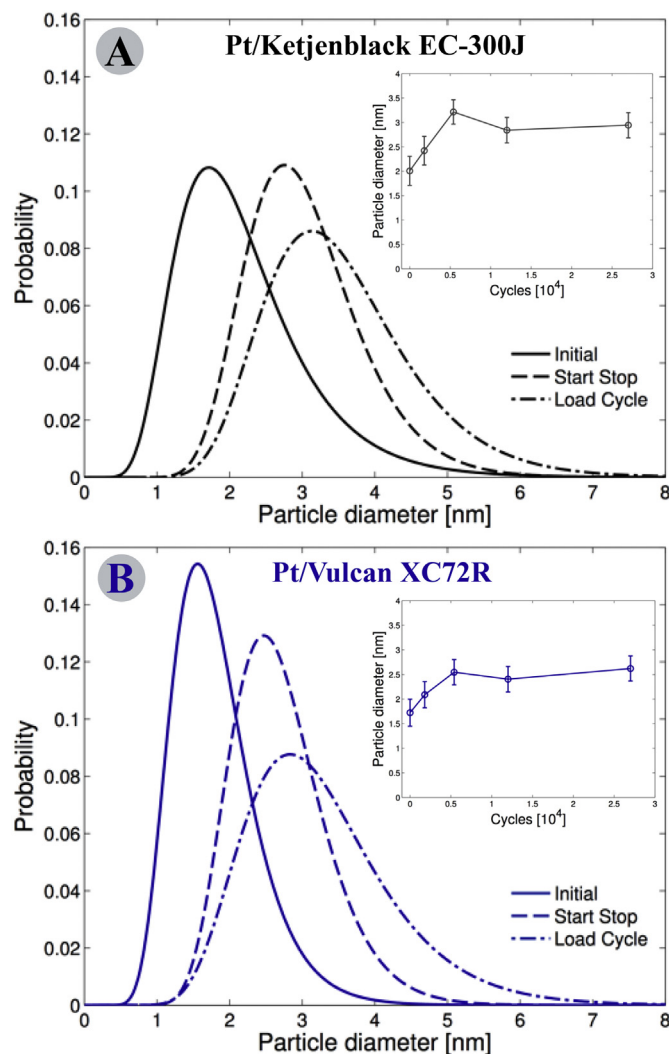 A
Pt/Ketjenblack EC-300J
0.16
0.14
0.12
0.1
0.08
0.06
0.04
0.02
0
Probability
0 1 2 3 4 5 6 7 8
Particle diameter [nm]
4
3.5
3
2.5
2
1.5
1
0.5
0
Particle diameter [nm]
0 0.5 1 1.5 2 2.5 3
Cycles [10⁴]
Initial
Start Stop
Load Cycle
B
Pt/Vulcan XC72R
0.16
0.14
0.12
0.1
0.08
0.06
0.04
0.02
0
Probability
0 1 2 3 4 5 6 7 8
Particle diameter [nm]
4
3.5
3
2.5
2
1.5
1
0.5
0
Particle diameter [nm]
0 0.5 1 1.5 2 2.5 3
Cycles [10⁴]
Initial
Start Stop
Load Cycle